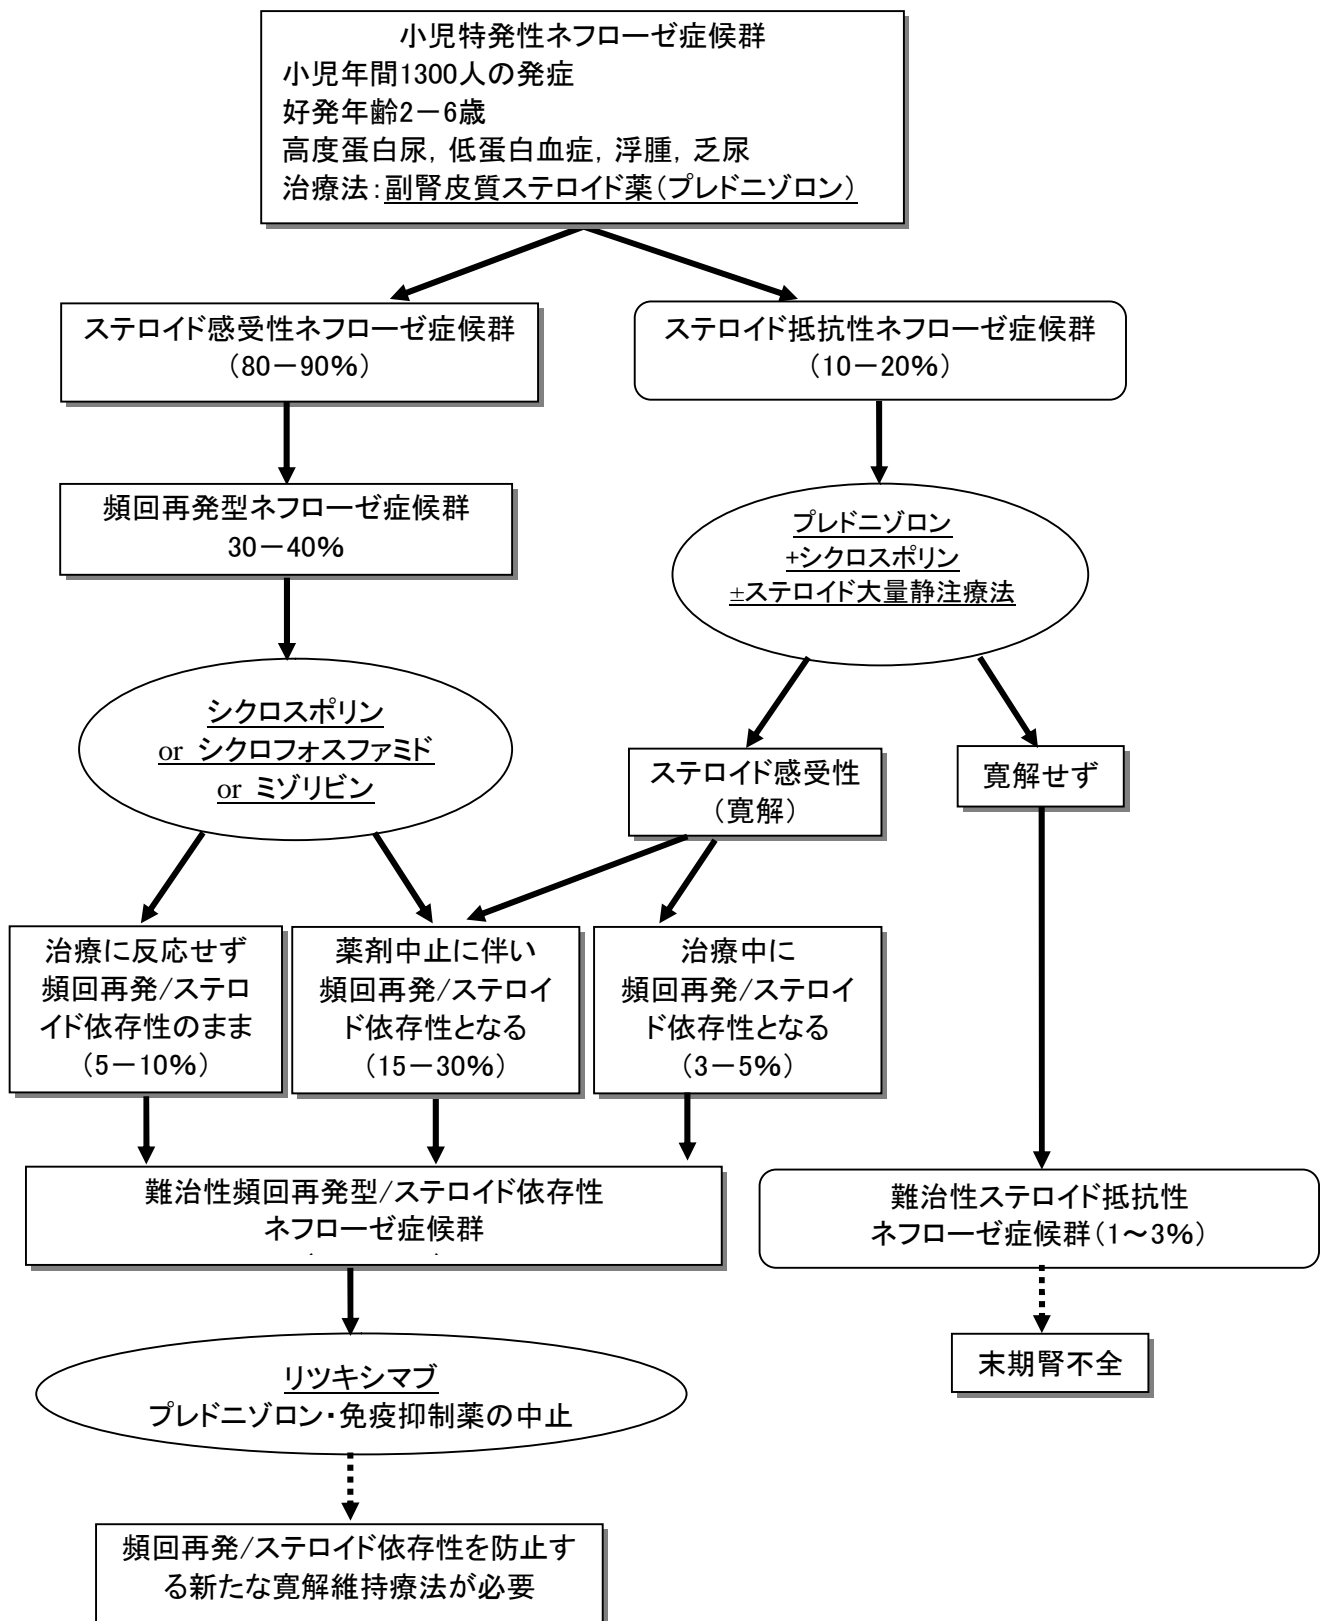 小児特発性ネフローゼ症候群
小児年間1300人の発症
好発年齢2－6歳
高度蛋白尿，低蛋白血症，浮腫，乏尿
治療法：副腎皮質ステロイド薬（プレドニゾロン）
ステロイド感受性ネフローゼ症候群
（80－90％）
ステロイド抵抗性ネフローゼ症候群
（10－20％）
頻回再発型ネフローゼ症候群
30－40％
プレドニゾロン
+シクロスポリン
±ステロイド大量静注療法
シクロスポリン
or シクロフォスファミド
or ミゾリビン
ステロイド感受性
（寛解）
寛解せず
治療に反応せず
頻回再発/ステロ
イド依存性のまま
（5－10％）
薬剤中止に伴い
頻回再発/ステロイ
ド依存性となる
（15－30％）
治療中に
頻回再発/ステロイ
ド依存性となる
（3－5％）
難治性頻回再発型/ステロイド依存性
ネフローゼ症候群
難治性ステロイド抵抗性
ネフローゼ症候群（1～3％）
リツキシマブ
プレドニゾロン・免疫抑制薬の中止
末期腎不全
頻回再発/ステロイド依存性を防止す
る新たな寛解維持療法が必要